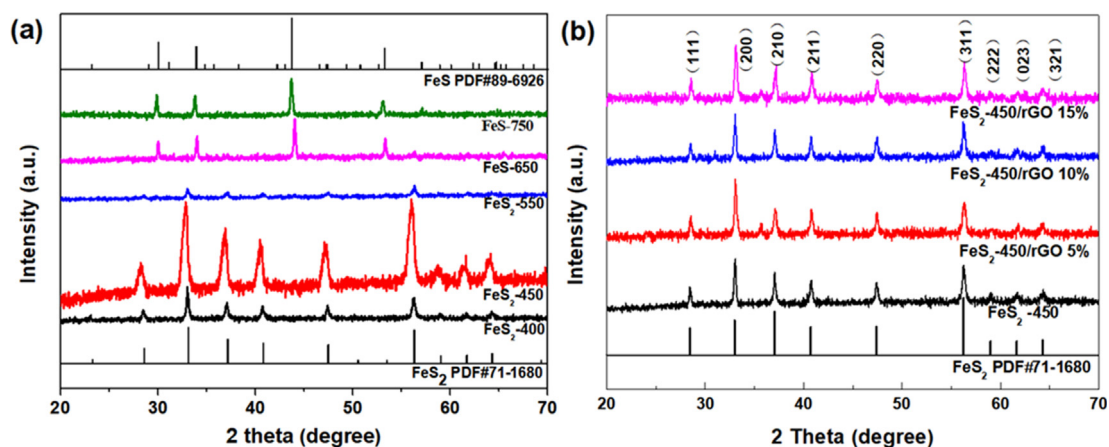 (a)
Intensity (a.u.)
FeS PDF#89-6926
FeS-750
FeS-650
FeS₂-550
FeS₂-450
FeS₂-400
FeS₂ PDF#71-1680
20 30 40 50 60 70
2 theta (degree)
(b)
Intensity (a.u.)
(111) (200) (210) (211) (220) (311) (222) (023) (321)
FeS₂-450/rGO 15%
FeS₂-450/rGO 10%
FeS₂-450/rGO 5%
FeS₂-450
FeS₂ PDF#71-1680
20 30 40 50 60 70
2 Theta (degree)